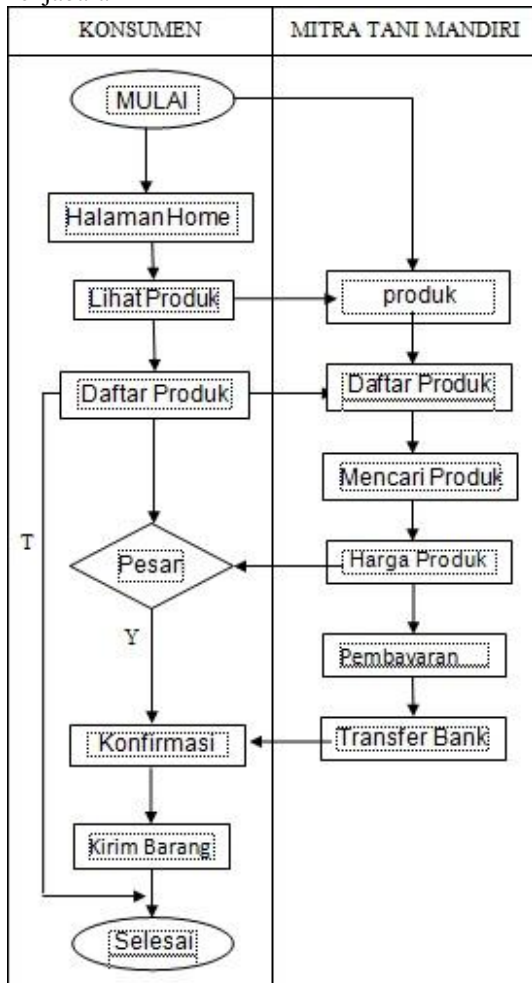 KONSUMEN
MITRA TANI MANDIRI
MULAI
Halaman Home
Lihat Produk
produk
Daftar Produk
Daftar Produk
Mencari Produk
T
Pesan
Harga Produk
Y
Pembayaran
Konfirmasi
Transfer Bank
Kirim Barang
Selesai